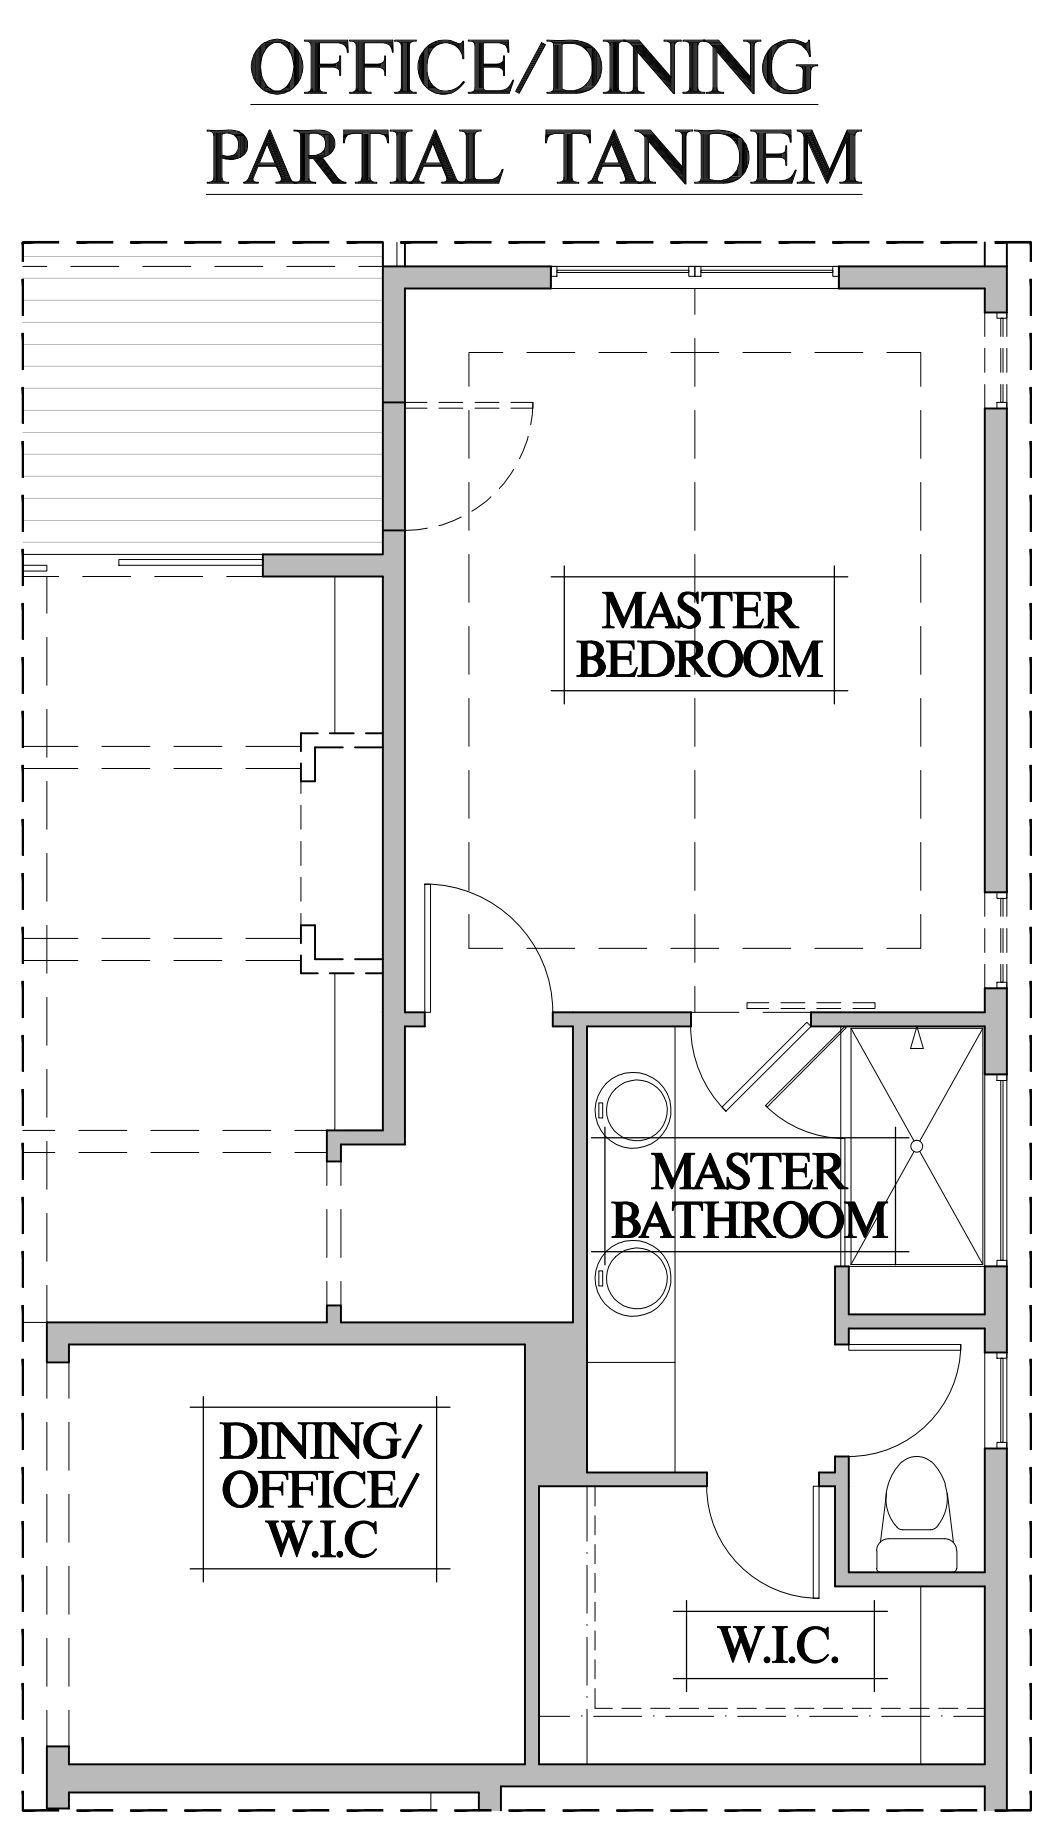 OFFICE/DINING
PARTIAL TANDEM
MASTER
BEDROOM
MASTER
BATHROOM
DINING/
OFFICE/
W.I.C
W.I.C.